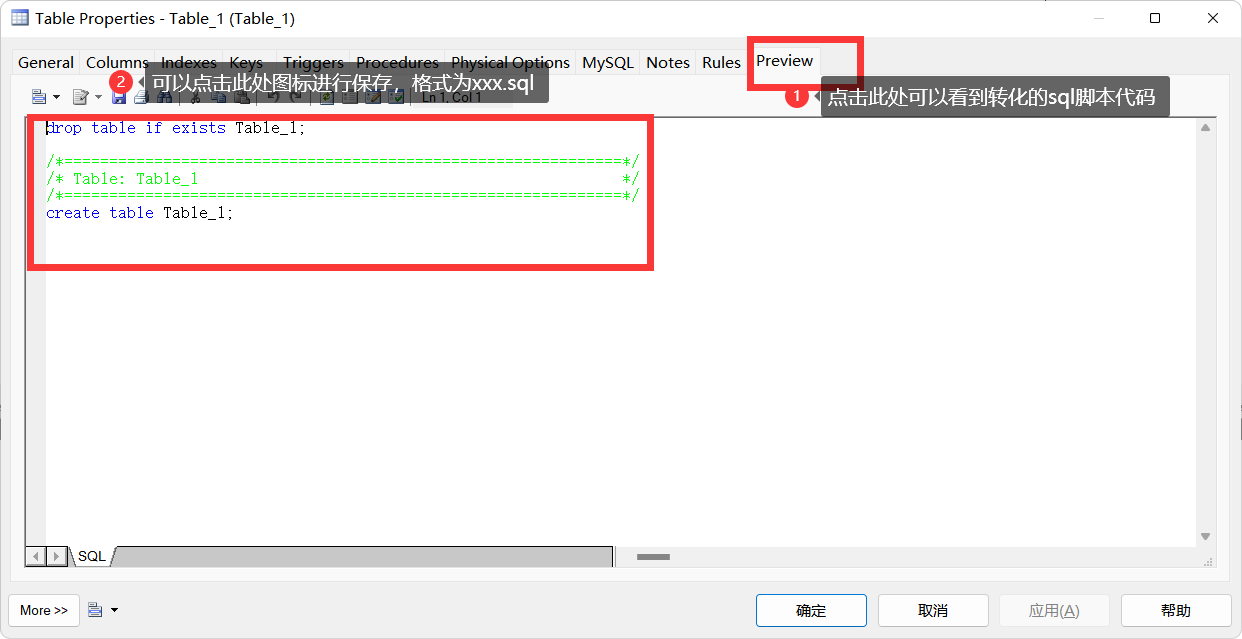 Table Properties - Table_1 (Table_1)
General Columns Indexes Keys Triggers Procedures Physical Options MySQL Notes Rules Preview
2 可以点击此处图标进行保存，格式为xxx.sql
Ln 1, Col 1
1 点击此处可以看到转化的sql脚本代码
drop table if exists Table_1;
/*==============================================================*/
/* Table: Table_1                                               */
/*==============================================================*/
create table Table_1;
SQL
More >> 确定 取消 应用(A) 帮助